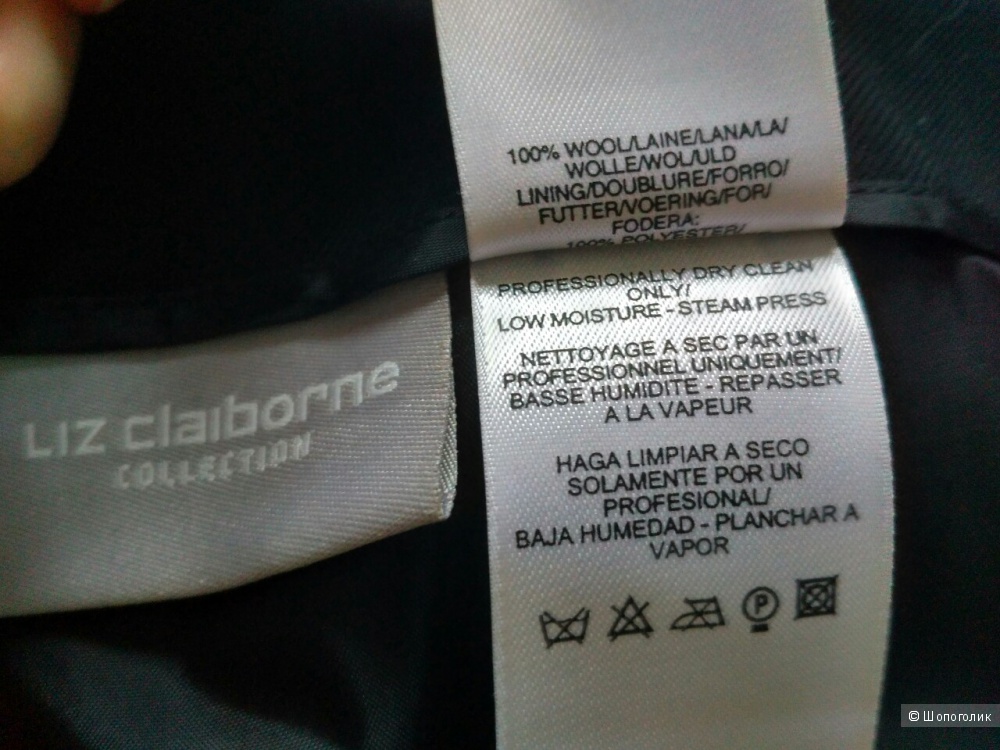 100% WOOL/LAINE/LANA/LA/
WOLLE/WOL/ULD
LINING/DOUBLURE/FORRO/
FUTTER/VOERING/FOR/
FODERA:
100% POLYESTER/
PROFESSIONALLY DRY CLEAN
ONLY/
LOW MOISTURE - STEAM PRESS
NETTOYAGE A SEC PAR UN
PROFESSIONNEL UNIQUEMENT/
BASSE HUMIDITE - REPASSER
A LA VAPEUR
HAGA LIMPIAR A SECO
SOLAMENTE POR UN
PROFESIONAL/
BAJA HUMEDAD - PLANCHAR A
VAPOR
P
LIZ claiborne
COLLECTION
© Шопоголик